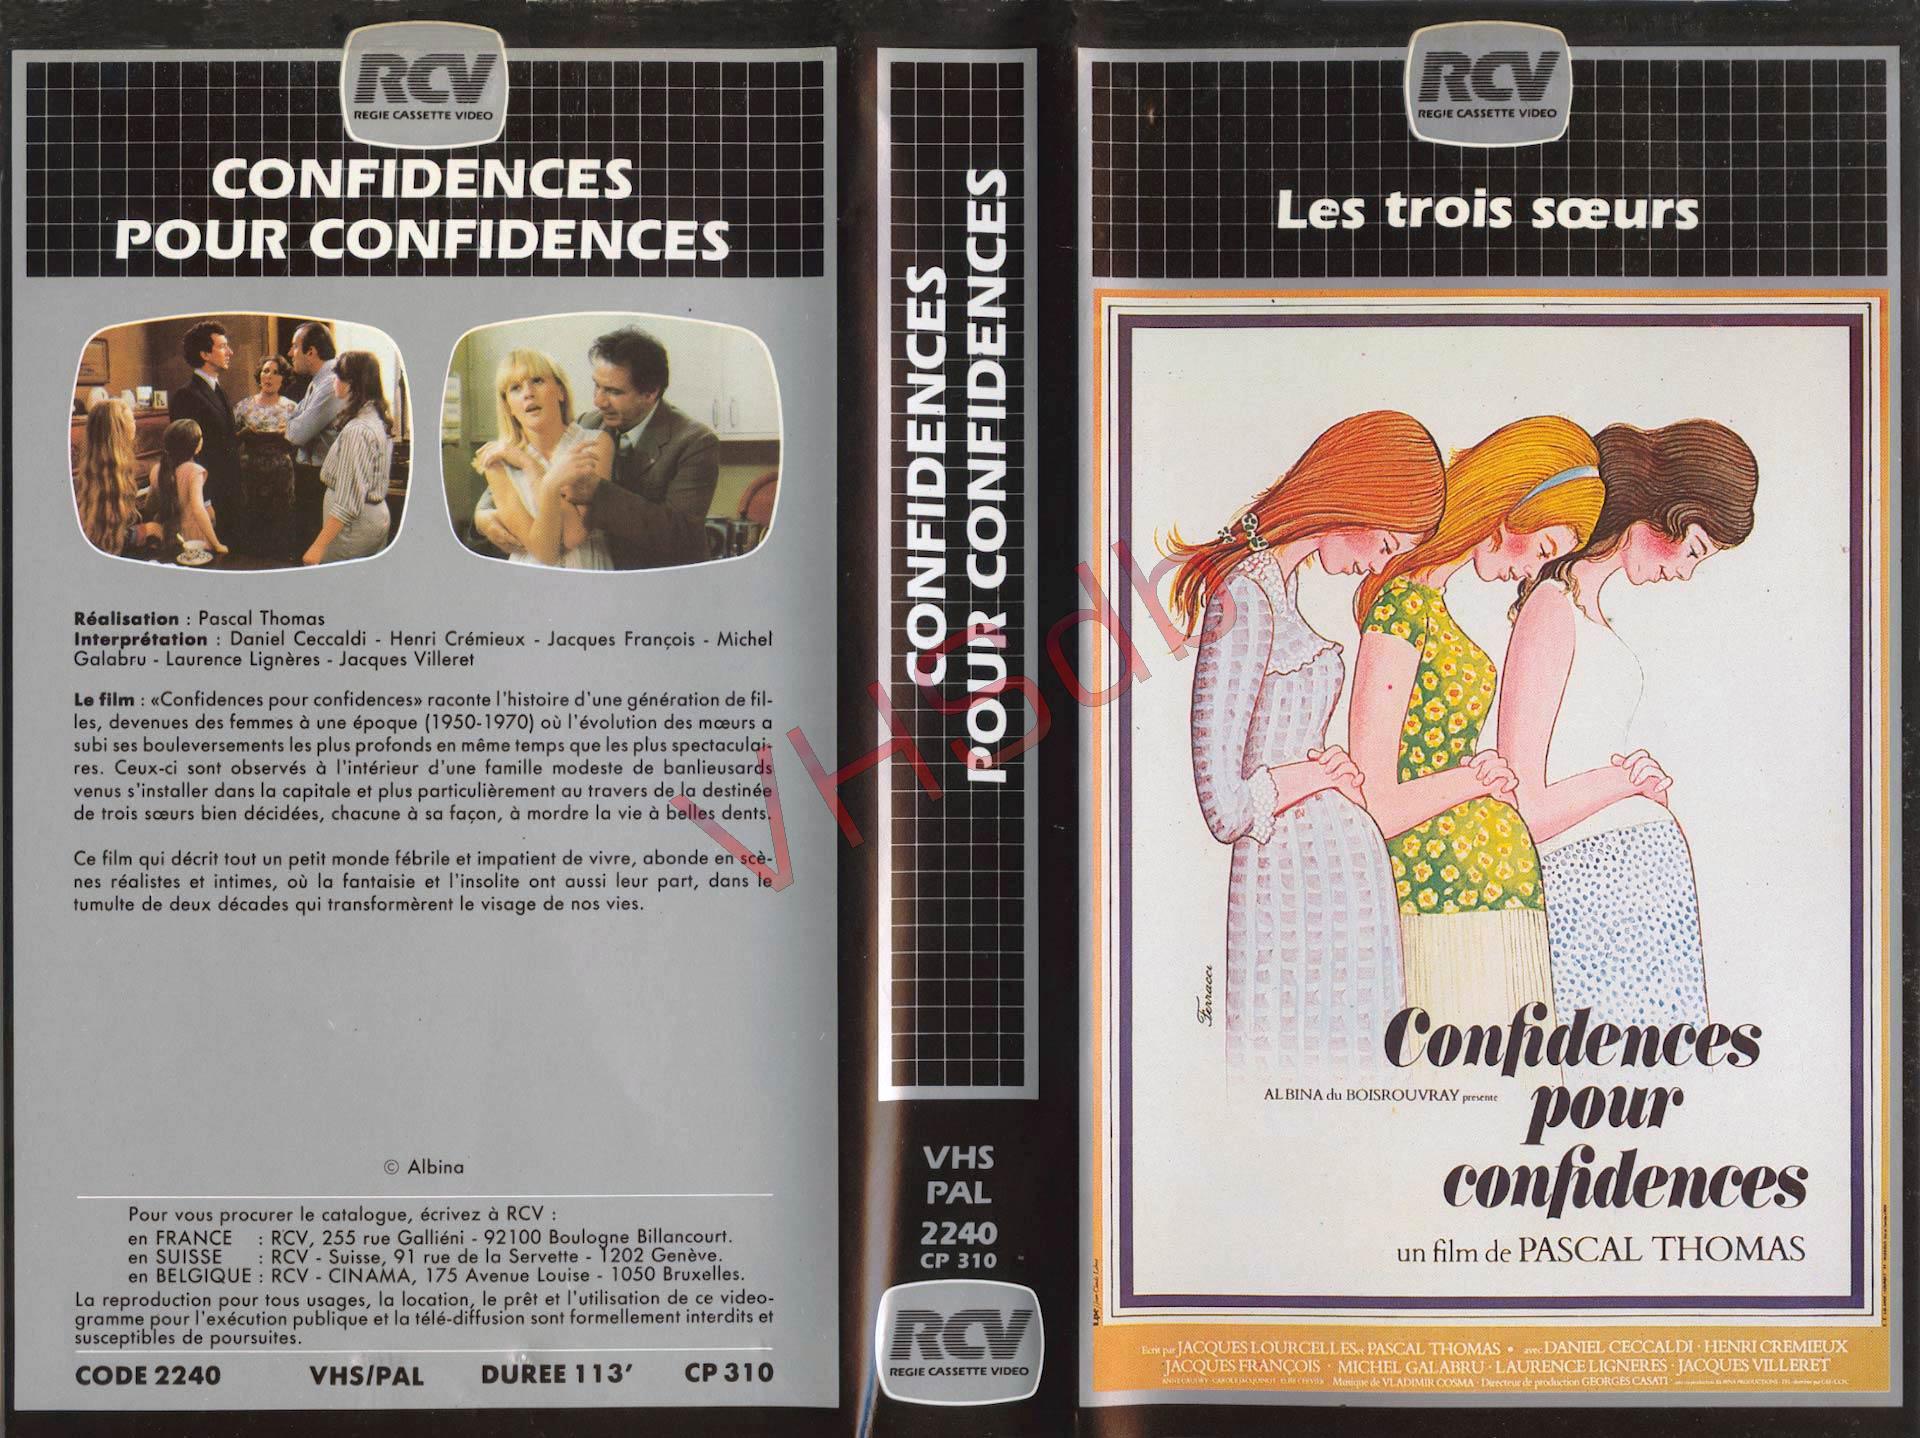 RCV
REGIE CASSETTE VIDEO
CONFIDENCES
POUR CONFIDENCES
Réalisation : Pascal Thomas
Interprétation : Daniel Ceccaldi - Henri Crémieux - Jacques François - Michel
Galabru - Laurence Lignères - Jacques Villeret
Le film : «Confidences pour confidences» raconte l'histoire d'une génération de fil-
les, devenues des femmes à une époque (1950-1970) où l'évolution des mœurs a
subi ses bouleversements les plus profonds en même temps que les plus spectaculai-
res. Ceux-ci sont observés à l'intérieur d'une famille modeste de banlieusards
venus s'installer dans la capitale et plus particulièrement au travers de la destinée
de trois sœurs bien décidées, chacune à sa façon, à mordre la vie à belles dents.
Ce film qui décrit tout un petit monde fébrile et impatient de vivre, abonde en scè-
nes réalistes et intimes, où la fantaisie et l'insolite ont aussi leur part, dans le
tumulte de deux décades qui transformèrent le visage de nos vies.
© Albina
Pour vous procurer le catalogue, écrivez à RCV :
en FRANCE : RCV, 255 rue Galliéni - 92100 Boulogne Billancourt.
en SUISSE : RCV - Suisse, 91 rue de la Servette - 1202 Genève.
en BELGIQUE : RCV - CINAMA, 175 Avenue Louise - 1050 Bruxelles.
La reproduction pour tous usages, la location, le prêt et l'utilisation de ce video-
gramme pour l'exécution publique et la télé-diffusion sont formellement interdits et
susceptibles de poursuites.
CODE 2240 VHS/PAL DUREE 113' CP 310
CONFIDENCES
POUR CONFIDENCES
VHS
PAL
2240
CP 310
RCV
REGIE CASSETTE VIDEO
VHSdb
RCV
REGIE CASSETTE VIDEO
Les trois sœurs
Ferracci
Confidences
ALBINA du BOISROUVRAY presente
pour
confidences
un film de PASCAL THOMAS
Ecrit par JACQUES LOURCELLES et PASCAL THOMAS • avec DANIEL CECCALDI · HENRI CREMIEUX
JACQUES FRANÇOIS · MICHEL GALABRU · LAURENCE LIGNERES · JACQUES VILLERET
Musique de VLADIMIR COSMA · Directeur de production GEORGES CASATI